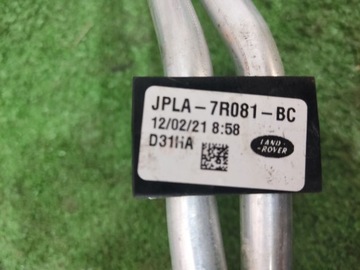 JPLA-7R081-BC
12/02/21 8:58
D31HA
LAND-
-ROVER